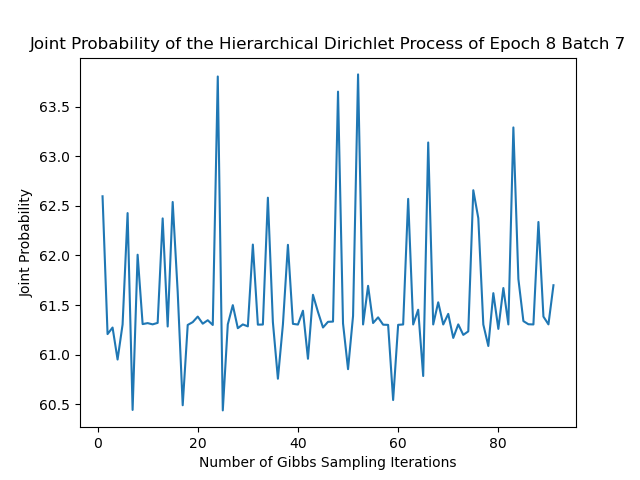 Joint Probability of the Hierarchical Dirichlet Process of Epoch 8 Batch 7
63.5
63.0
62.5
62.0
61.5
61.0
60.5
Joint Probability
0 20 40 60 80
Number of Gibbs Sampling Iterations